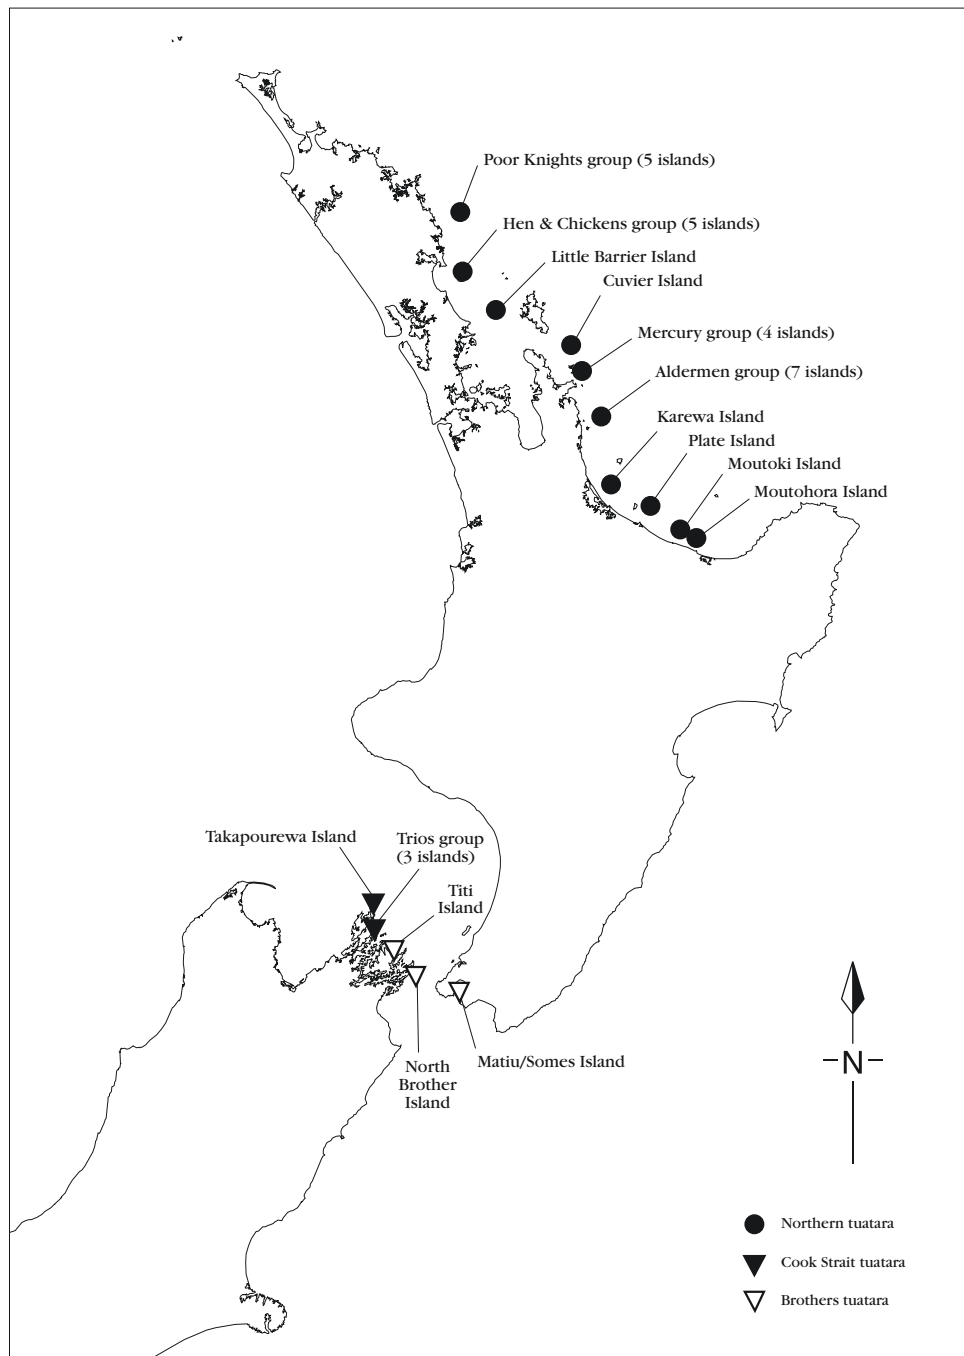 Poor Knights group (5 islands)
Hen & Chickens group (5 islands)
Little Barrier Island
Cuvier Island
Mercury group (4 islands)
Aldermen group (7 islands)
Karewa Island
Plate Island
Moutoki Island
Moutohora Island
Takapourewa Island
Trios group
(3 islands)
Titi
Island
North
Brother
Island
Matiu/Somes Island
N
Northern tuatara
Cook Strait tuatara
Brothers tuatara